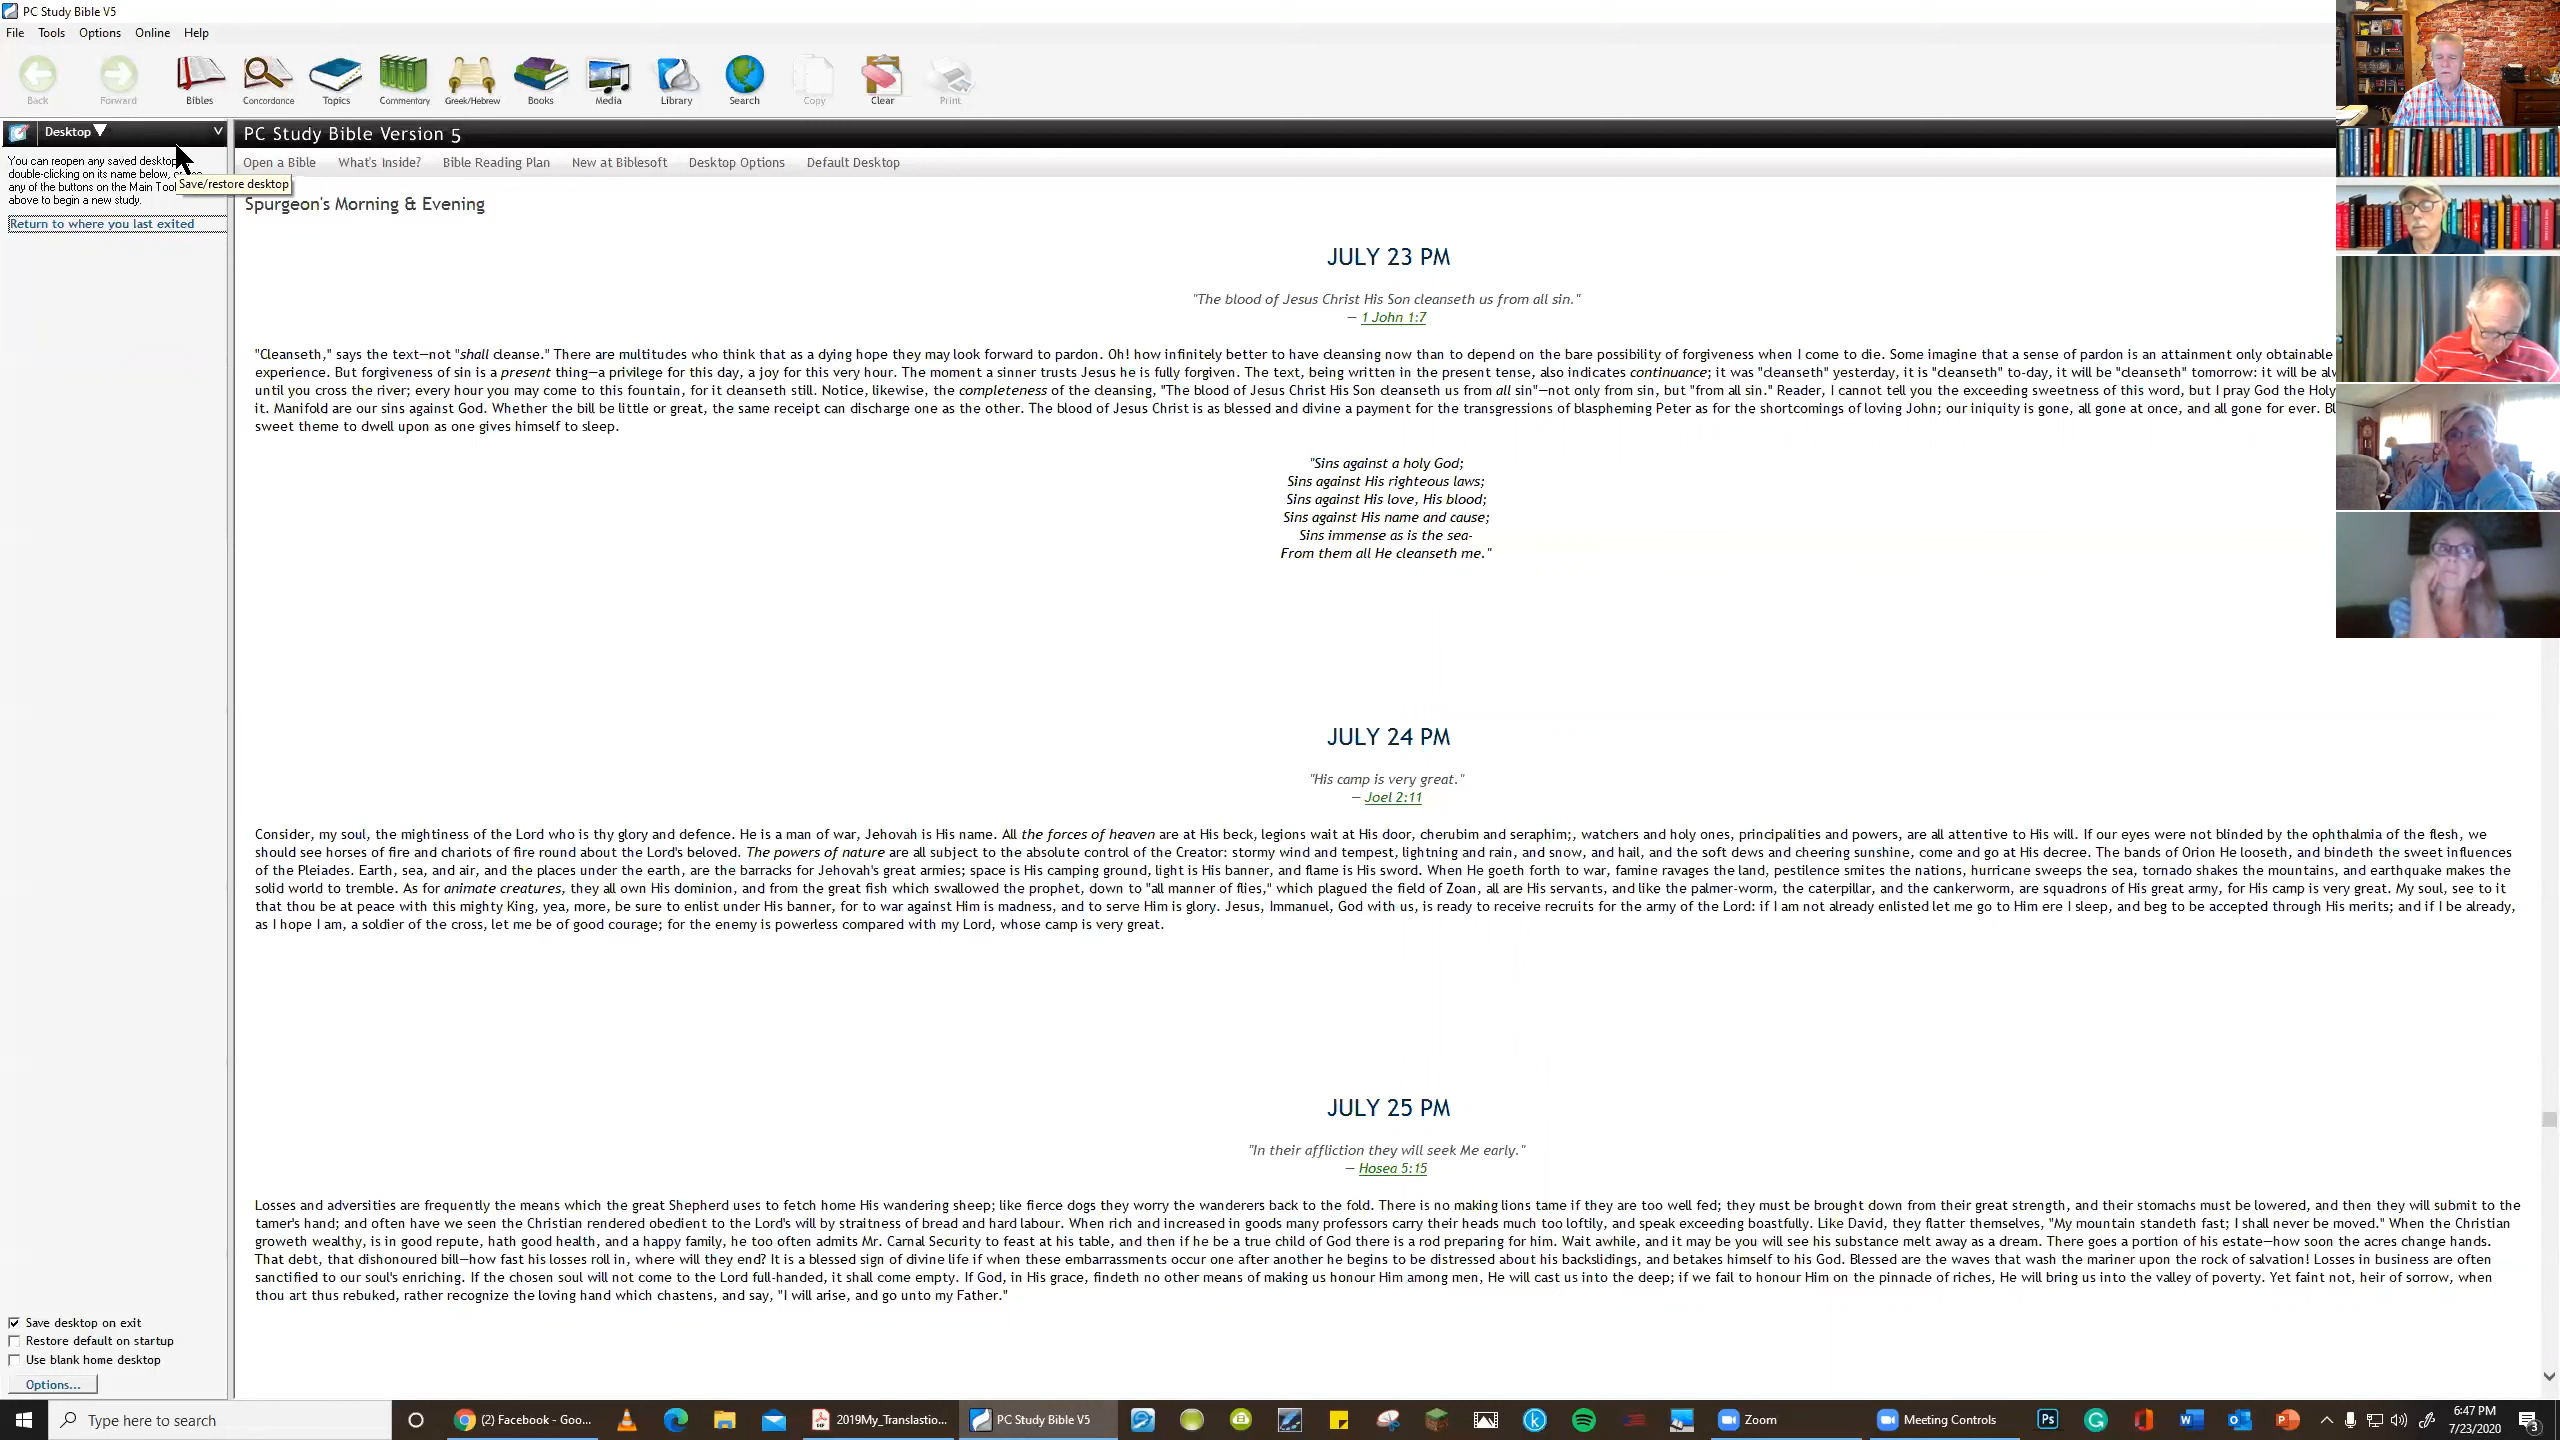 PC Study Bible V5
File Tools Options Online Help
Back Forward Bibles Concordance Topics Commentary Greek/Hebrew Books Media Library Search Copy Clear Print
Desktop
You can reopen any saved desktop
double-clicking on its name below,
any of the buttons on the Main Tool
above to begin a new study.
Save/restore desktop
Return to where you last exited
PC Study Bible Version 5
Open a Bible What's Inside? Bible Reading Plan New at Biblesoft Desktop Options Default Desktop
Spurgeon's Morning & Evening
JULY 23 PM
"The blood of Jesus Christ His Son cleanseth us from all sin."
— 1 John 1:7
"Cleanseth," says the text—not "shall cleanse." There are multitudes who think that as a dying hope they may look forward to pardon. Oh! how infinitely better to have cleansing now than to depend on the bare possibility of forgiveness when I come to die. Some imagine that a sense of pardon is an attainment only obtainable
experience. But forgiveness of sin is a present thing—a privilege for this day, a joy for this very hour. The moment a sinner trusts Jesus he is fully forgiven. The text, being written in the present tense, also indicates continuance; it was "cleanseth" yesterday, it is "cleanseth" to-day, it will be "cleanseth" tomorrow: it will be
until you cross the river; every hour you may come to this fountain, for it cleanseth still. Notice, likewise, the completeness of the cleansing, "The blood of Jesus Christ His Son cleanseth us from all sin"—not only from sin, but "from all sin." Reader, I cannot tell you the exceeding sweetness of this word, but I pray God the Holy
it. Manifold are our sins against God. Whether the bill be little or great, the same receipt can discharge one as the other. The blood of Jesus Christ is as blessed and divine a payment for the transgressions of blaspheming Peter as for the shortcomings of loving John; our iniquity is gone, all gone at once, and all gone for ever.
sweet theme to dwell upon as one gives himself to sleep.
"Sins against a holy God;
Sins against His righteous laws;
Sins against His love, His blood;
Sins against His name and cause;
Sins immense as is the sea-
From them all He cleanseth me."
JULY 24 PM
"His camp is very great."
— Joel 2:11
Consider, my soul, the mightiness of the Lord who is thy glory and defence. He is a man of war, Jehovah is His name. All the forces of heaven are at His beck, legions wait at His door, cherubim and seraphim;, watchers and holy ones, principalities and powers, are all attentive to His will. If our eyes were not blinded by the ophthalmia of the flesh, we
should see horses of fire and chariots of fire round about the Lord's beloved. The powers of nature are all subject to the absolute control of the Creator: stormy wind and tempest, lightning and rain, and snow, and hail, and the soft dews and cheering sunshine, come and go at His decree. The bands of Orion He looseth, and bindeth the sweet influences
of the Pleiades. Earth, sea, and air, and the places under the earth, are the barracks for Jehovah's great armies; space is His camping ground, light is His banner, and flame is His sword. When He goeth forth to war, famine ravages the land, pestilence smites the nations, hurricane sweeps the sea, tornado shakes the mountains, and earthquake makes the
solid world to tremble. As for animate creatures, they all own His dominion, and from the great fish which swallowed the prophet, down to "all manner of flies," which plagued the field of Zoan, all are His servants, and like the palmer-worm, the caterpillar, and the cankerworm, are squadrons of His great army, for His camp is very great. My soul, see to it
that thou be at peace with this mighty King, yea, more, be sure to enlist under His banner, for to war against Him is madness, and to serve Him is glory. Jesus, Immanuel, God with us, is ready to receive recruits for the army of the Lord: if I am not already enlisted let me go to Him ere I sleep, and beg to be accepted through His merits; and if I be already,
as I hope I am, a soldier of the cross, let me be of good courage; for the enemy is powerless compared with my Lord, whose camp is very great.
JULY 25 PM
"In their affliction they will seek Me early."
— Hosea 5:15
Losses and adversities are frequently the means which the great Shepherd uses to fetch home His wandering sheep; like fierce dogs they worry the wanderers back to the fold. There is no making lions tame if they are too well fed; they must be brought down from their great strength, and their stomachs must be lowered, and then they will submit to the
tamer's hand; and often have we seen the Christian rendered obedient to the Lord's will by straitness of bread and hard labour. When rich and increased in goods many professors carry their heads much too loftily, and speak exceeding boastfully. Like David, they flatter themselves, "My mountain standeth fast; I shall never be moved." When the Christian
groweth wealthy, is in good repute, hath good health, and a happy family, he too often admits Mr. Carnal Security to feast at his table, and then if he be a true child of God there is a rod preparing for him. Wait awhile, and it may be you will see his substance melt away as a dream. There goes a portion of his estate—how soon the acres change hands.
That debt, that dishonoured bill—how fast his losses roll in, where will they end? It is a blessed sign of divine life if when these embarrassments occur one after another he begins to be distressed about his backslidings, and betakes himself to his God. Blessed are the waves that wash the mariner upon the rock of salvation! Losses in business are often
sanctified to our soul's enriching. If the chosen soul will not come to the Lord full-handed, it shall come empty. If God, in His grace, findeth no other means of making us honour Him among men, He will cast us into the deep; if we fail to honour Him on the pinnacle of riches, He will bring us into the valley of poverty. Yet faint not, heir of sorrow, when
thou art thus rebuked, rather recognize the loving hand which chastens, and say, "I will arise, and go unto my Father."
Save desktop on exit
Restore default on startup
Use blank home desktop
Options...
Type here to search
(2) Facebook - Goo...
2019My_Translastio...
PC Study Bible V5
Zoom
Meeting Controls
Ps
6:47 PM
7/23/2020
3